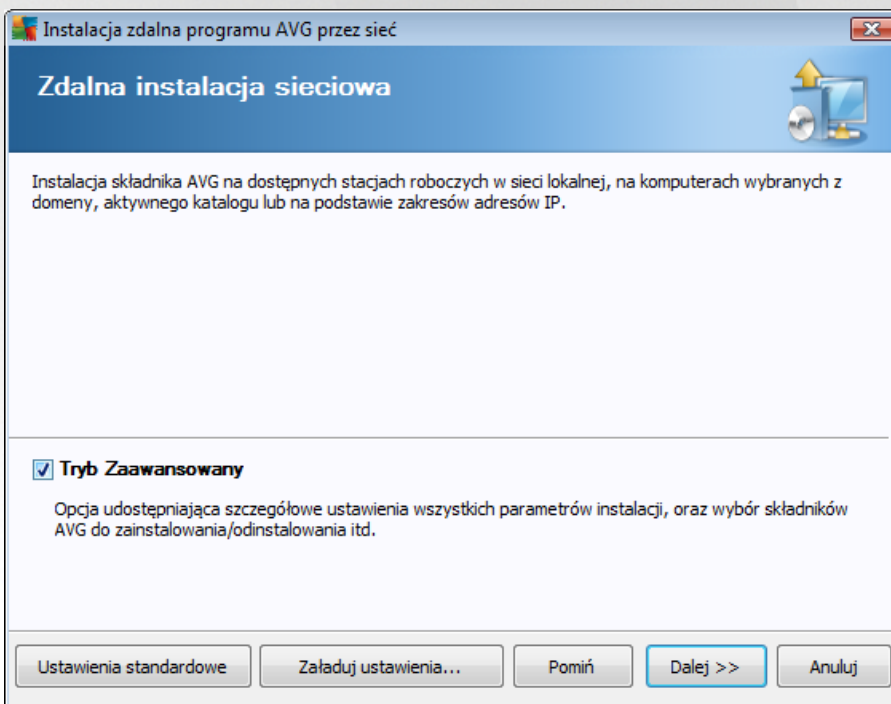 Instalacja zdalna programu AVG przez sieć
Zdalna instalacja sieciowa
Instalacja składnika AVG na dostępnych stacjach roboczych w sieci lokalnej, na komputerach wybranych z
domeny, aktywnego katalogu lub na podstawie zakresów adresów IP.
Tryb Zaawansowany
Opcja udostępniająca szczegółowe ustawienia wszystkich parametrów instalacji, oraz wybór składników
AVG do zainstalowania/odinstalowania itd.
Ustawienia standardowe
Załaduj ustawienia...
Pomiń
Dalej >>
Anuluj